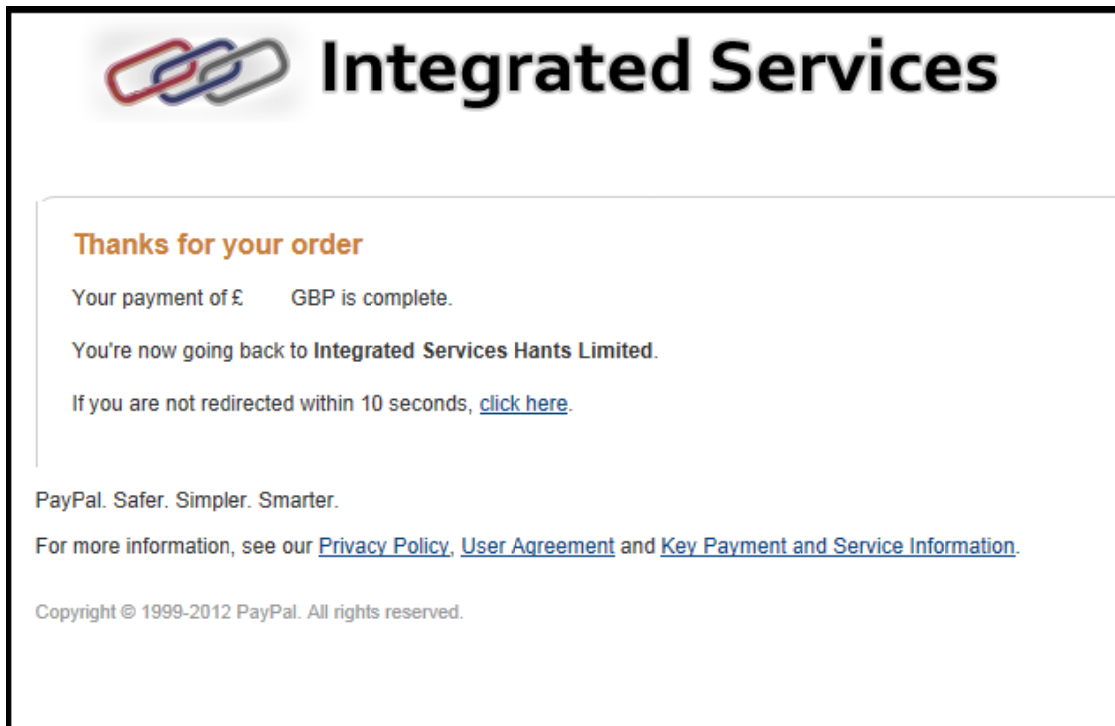 Integrated Services
Thanks for your order
Your payment of £ GBP is complete.
You're now going back to Integrated Services Hants Limited.
If you are not redirected within 10 seconds, click here.
PayPal. Safer. Simpler. Smarter.
For more information, see our Privacy Policy, User Agreement and Key Payment and Service Information.
Copyright © 1999-2012 PayPal. All rights reserved.